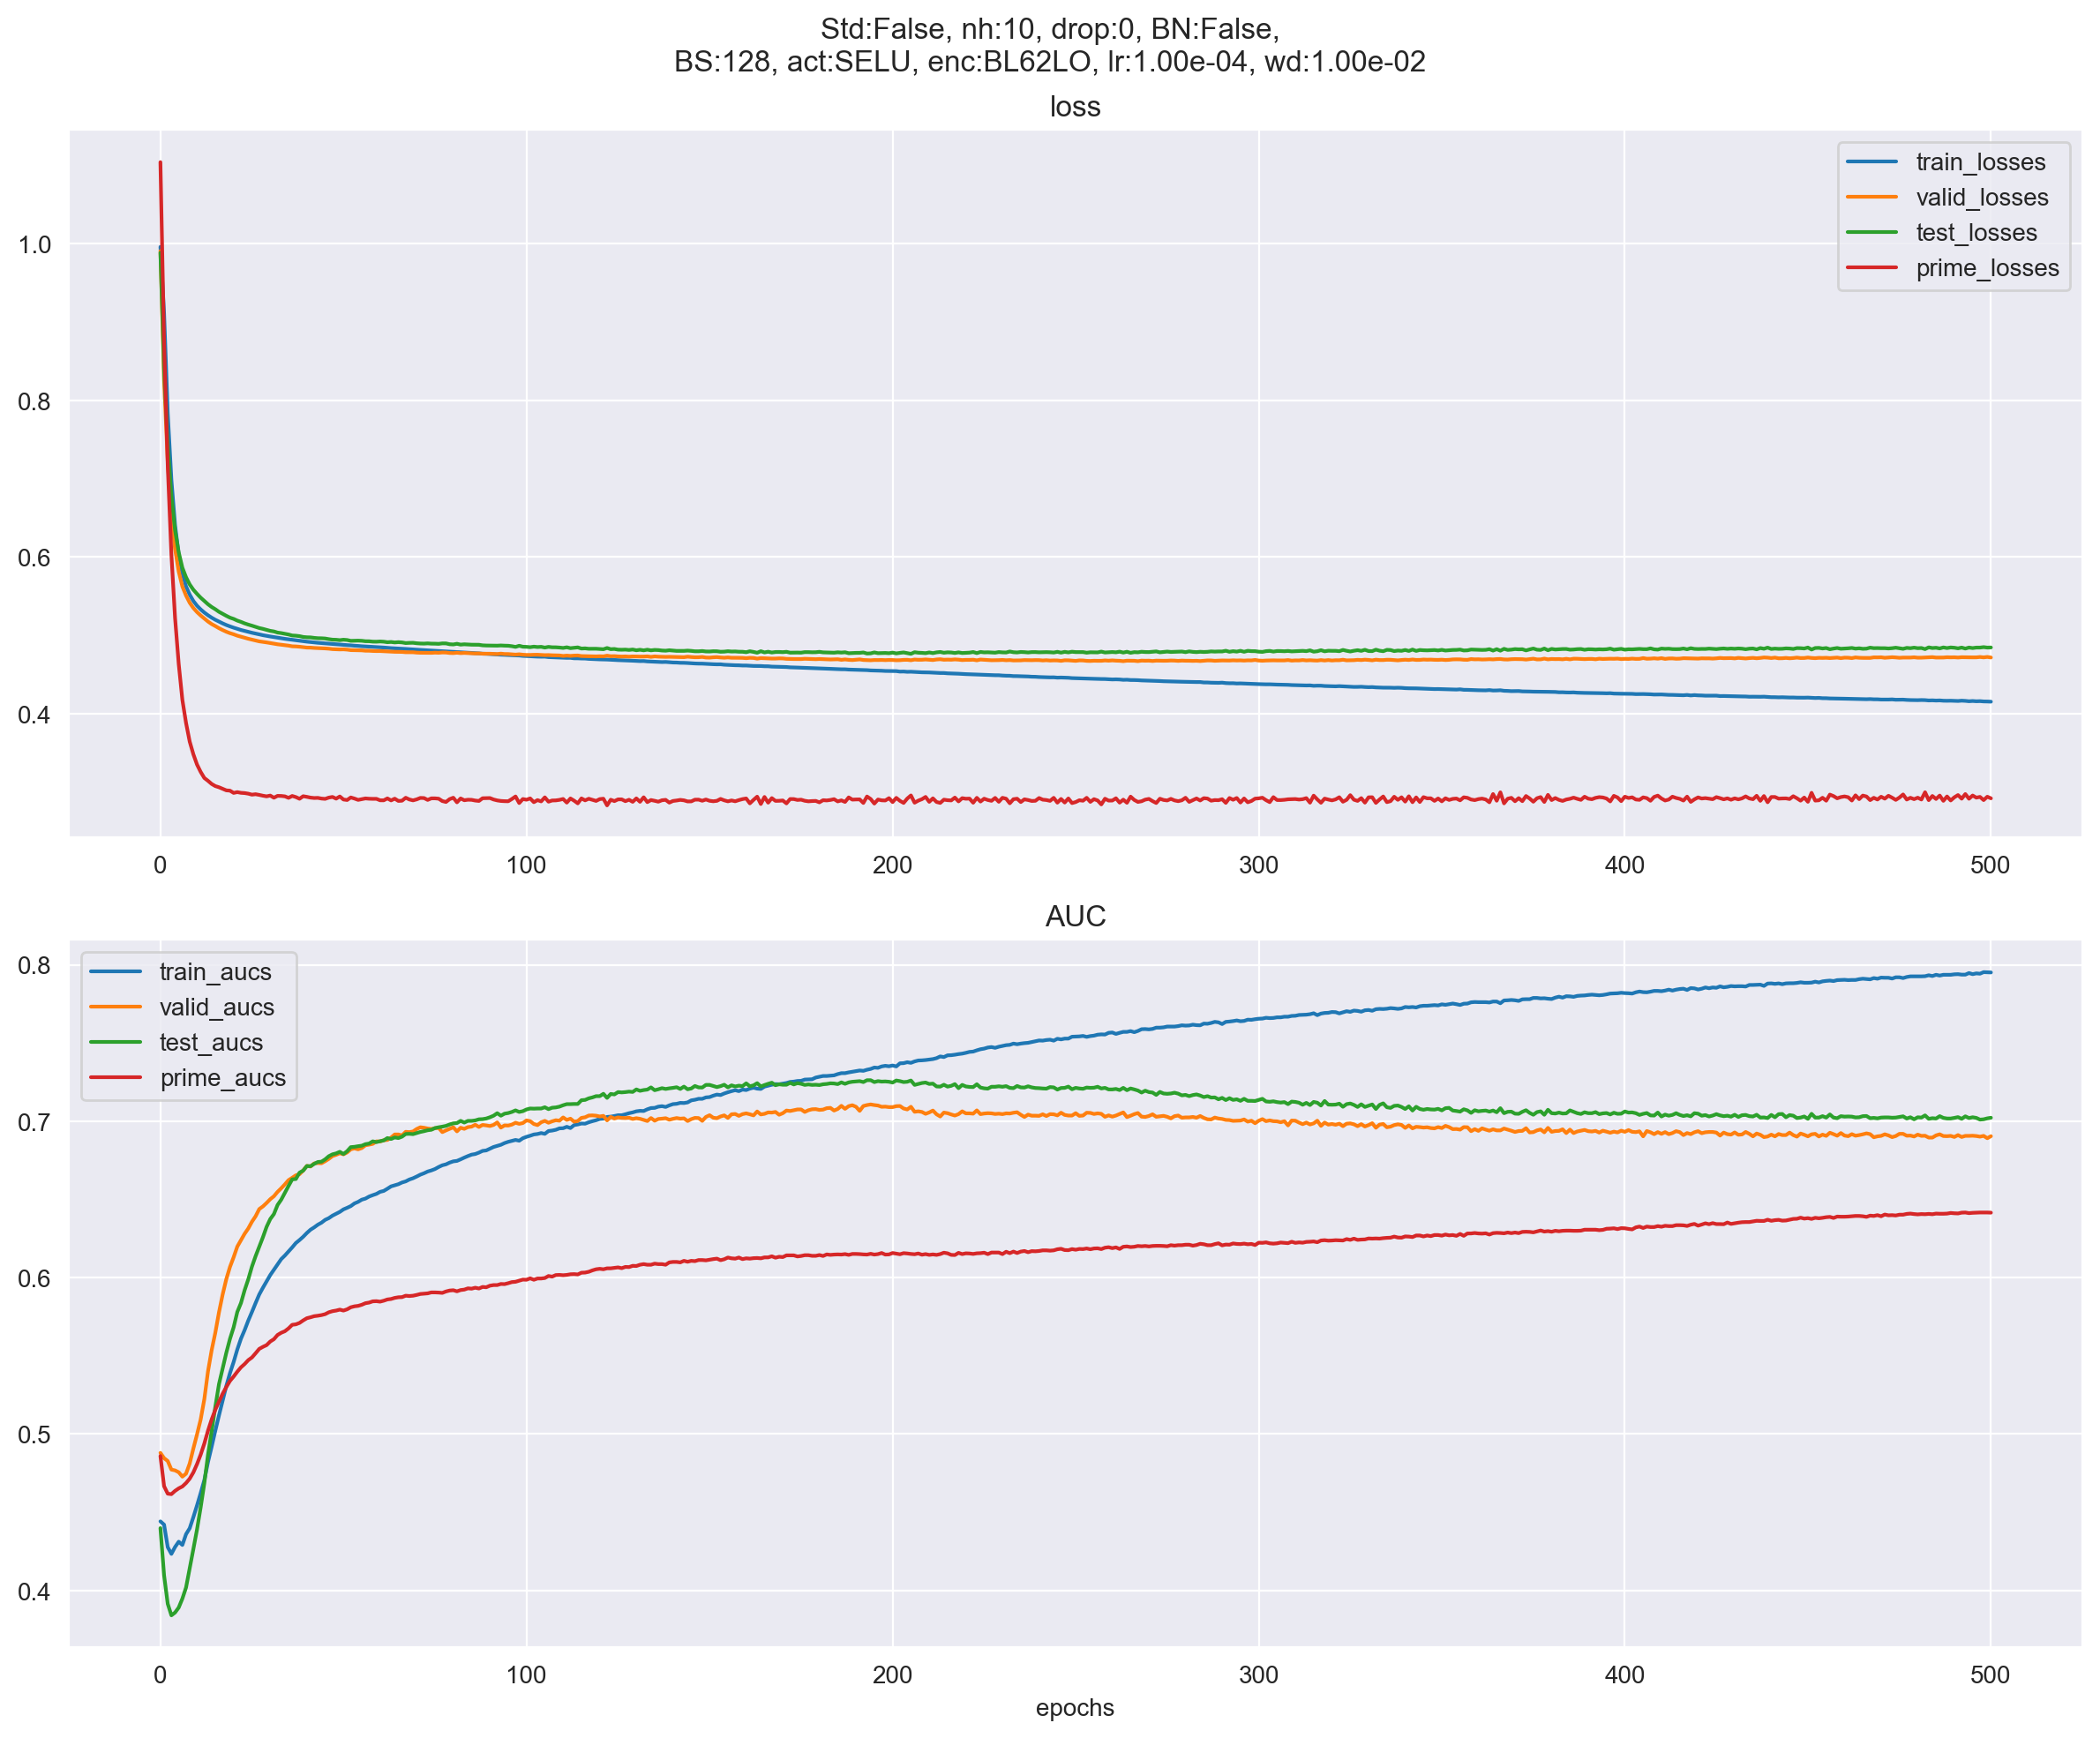 Std:False, nh:10, drop:0, BN:False,
BS:128, act:SELU, enc:BL62LO, lr:1.00e-04, wd:1.00e-02
loss
train_losses
valid_losses
test_losses
prime_losses
1.0
0.8
0.6
0.4
0 100 200 300 400 500
AUC
train_aucs
valid_aucs
test_aucs
prime_aucs
0.8
0.7
0.6
0.5
0.4
0 100 200 300 400 500
epochs